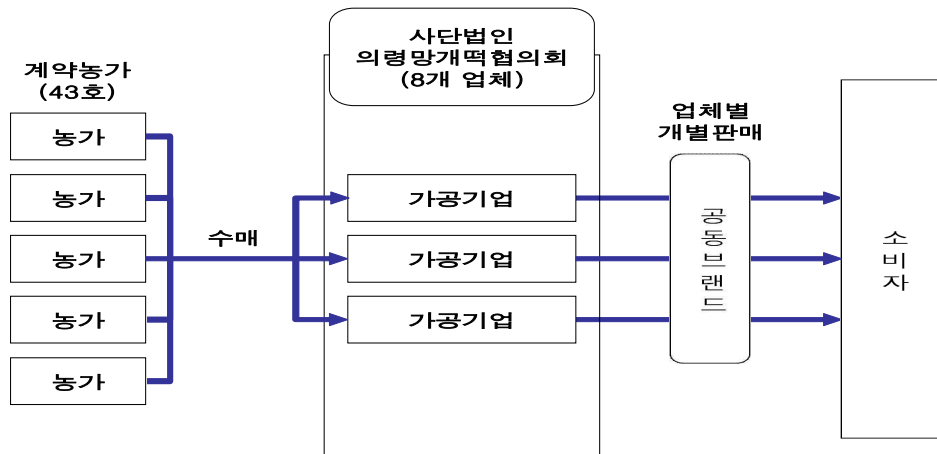 사단법인
의령망개떡협의회
(8개 업체)
계약농가
(43호)
농가
농가
농가
농가
농가
수매
가공기업
가공기업
가공기업
업체별
개별판매
공동브랜드
소비자